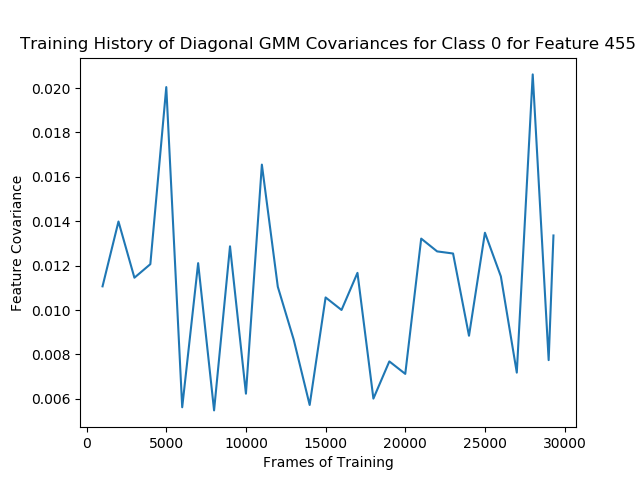 Training History of Diagonal GMM Covariances for Class 0 for Feature 455
0.020
0.018
0.016
0.014
0.012
0.010
0.008
0.006
Feature Covariance
0 5000 10000 15000 20000 25000 30000
Frames of Training